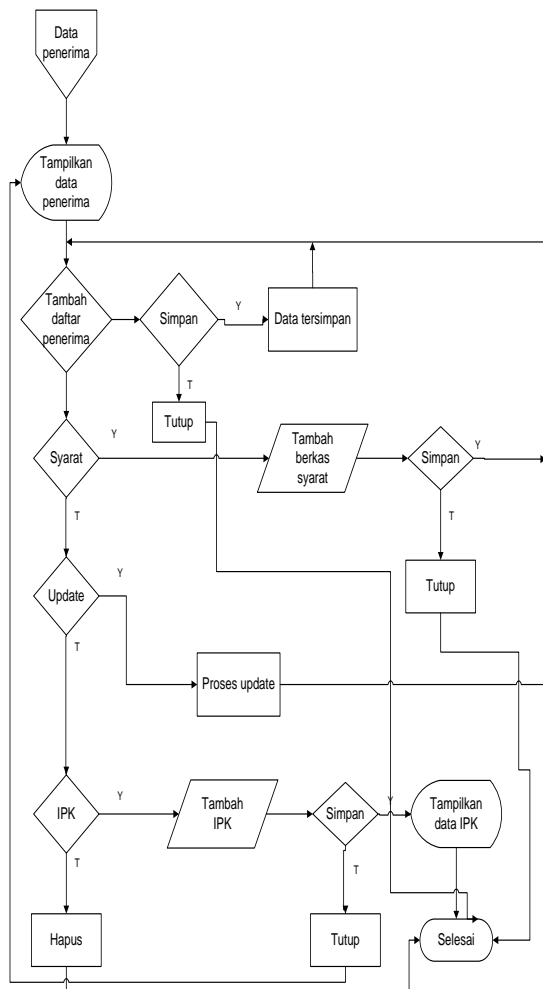 Data
penerima
Tampilkan
data
penerima
Tambah
daftar
penerima
Simpan
Y
Data tersimpan
T
Tutup
Syarat
Y
Tambah
berkas
syarat
Simpan
Y
T
T
Tutup
Update
Y
T
Proses update
IPK
Y
Tambah
IPK
Simpan
Y
Tampilkan
data IPK
T
T
Hapus
Tutup
Selesai